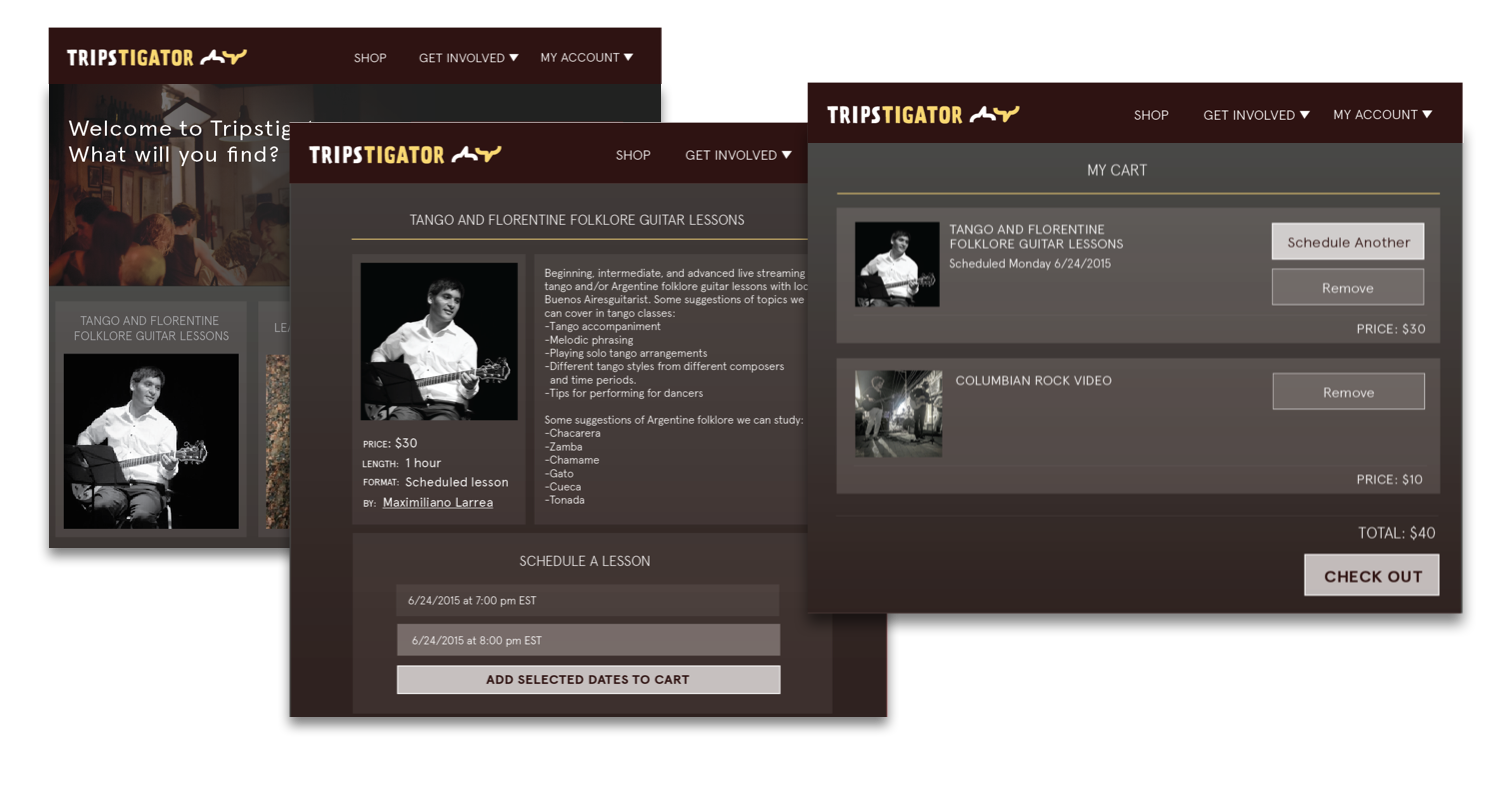 TRIPSTIGATOR
SHOP
GET INVOLVED ▼
MY ACCOUNT ▼
Welcome to
What will you find?
TANGO AND FLORENTINE
FOLKLORE GUITAR LESSONS
TRIPSTIGATOR
SHOP
GET INVOLVED ▼
TANGO AND FLORENTINE FOLKLORE GUITAR LESSONS
PRICE: $30
LENGTH: 1 hour
FORMAT: Scheduled lesson
BY: Maximiliano Larrea
Beginning, intermediate, and advanced live streaming
tango and/or Argentine folklore guitar lessons with
Buenos Airesguitarist. Some suggestions of topics we
can cover in tango classes:
-Tango accompaniment
-Melodic phrasing
-Playing solo tango arrangements
-Different tango styles from different composers
and time periods.
-Tips for performing for dancers
Some suggestions of Argentine folklore we can study:
-Chacarera
-Zamba
-Chamame
-Gato
-Cueca
-Tonada
SCHEDULE A LESSON
6/24/2015 at 7:00 pm EST
6/24/2015 at 8:00 pm EST
ADD SELECTED DATES TO CART
TRIPSTIGATOR
SHOP
GET INVOLVED ▼
MY ACCOUNT ▼
MY CART
TANGO AND FLORENTINE
FOLKLORE GUITAR LESSONS
Scheduled Monday 6/24/2015
Schedule Another
Remove
PRICE: $30
COLUMBIAN ROCK VIDEO
Remove
PRICE: $10
TOTAL: $40
CHECK OUT